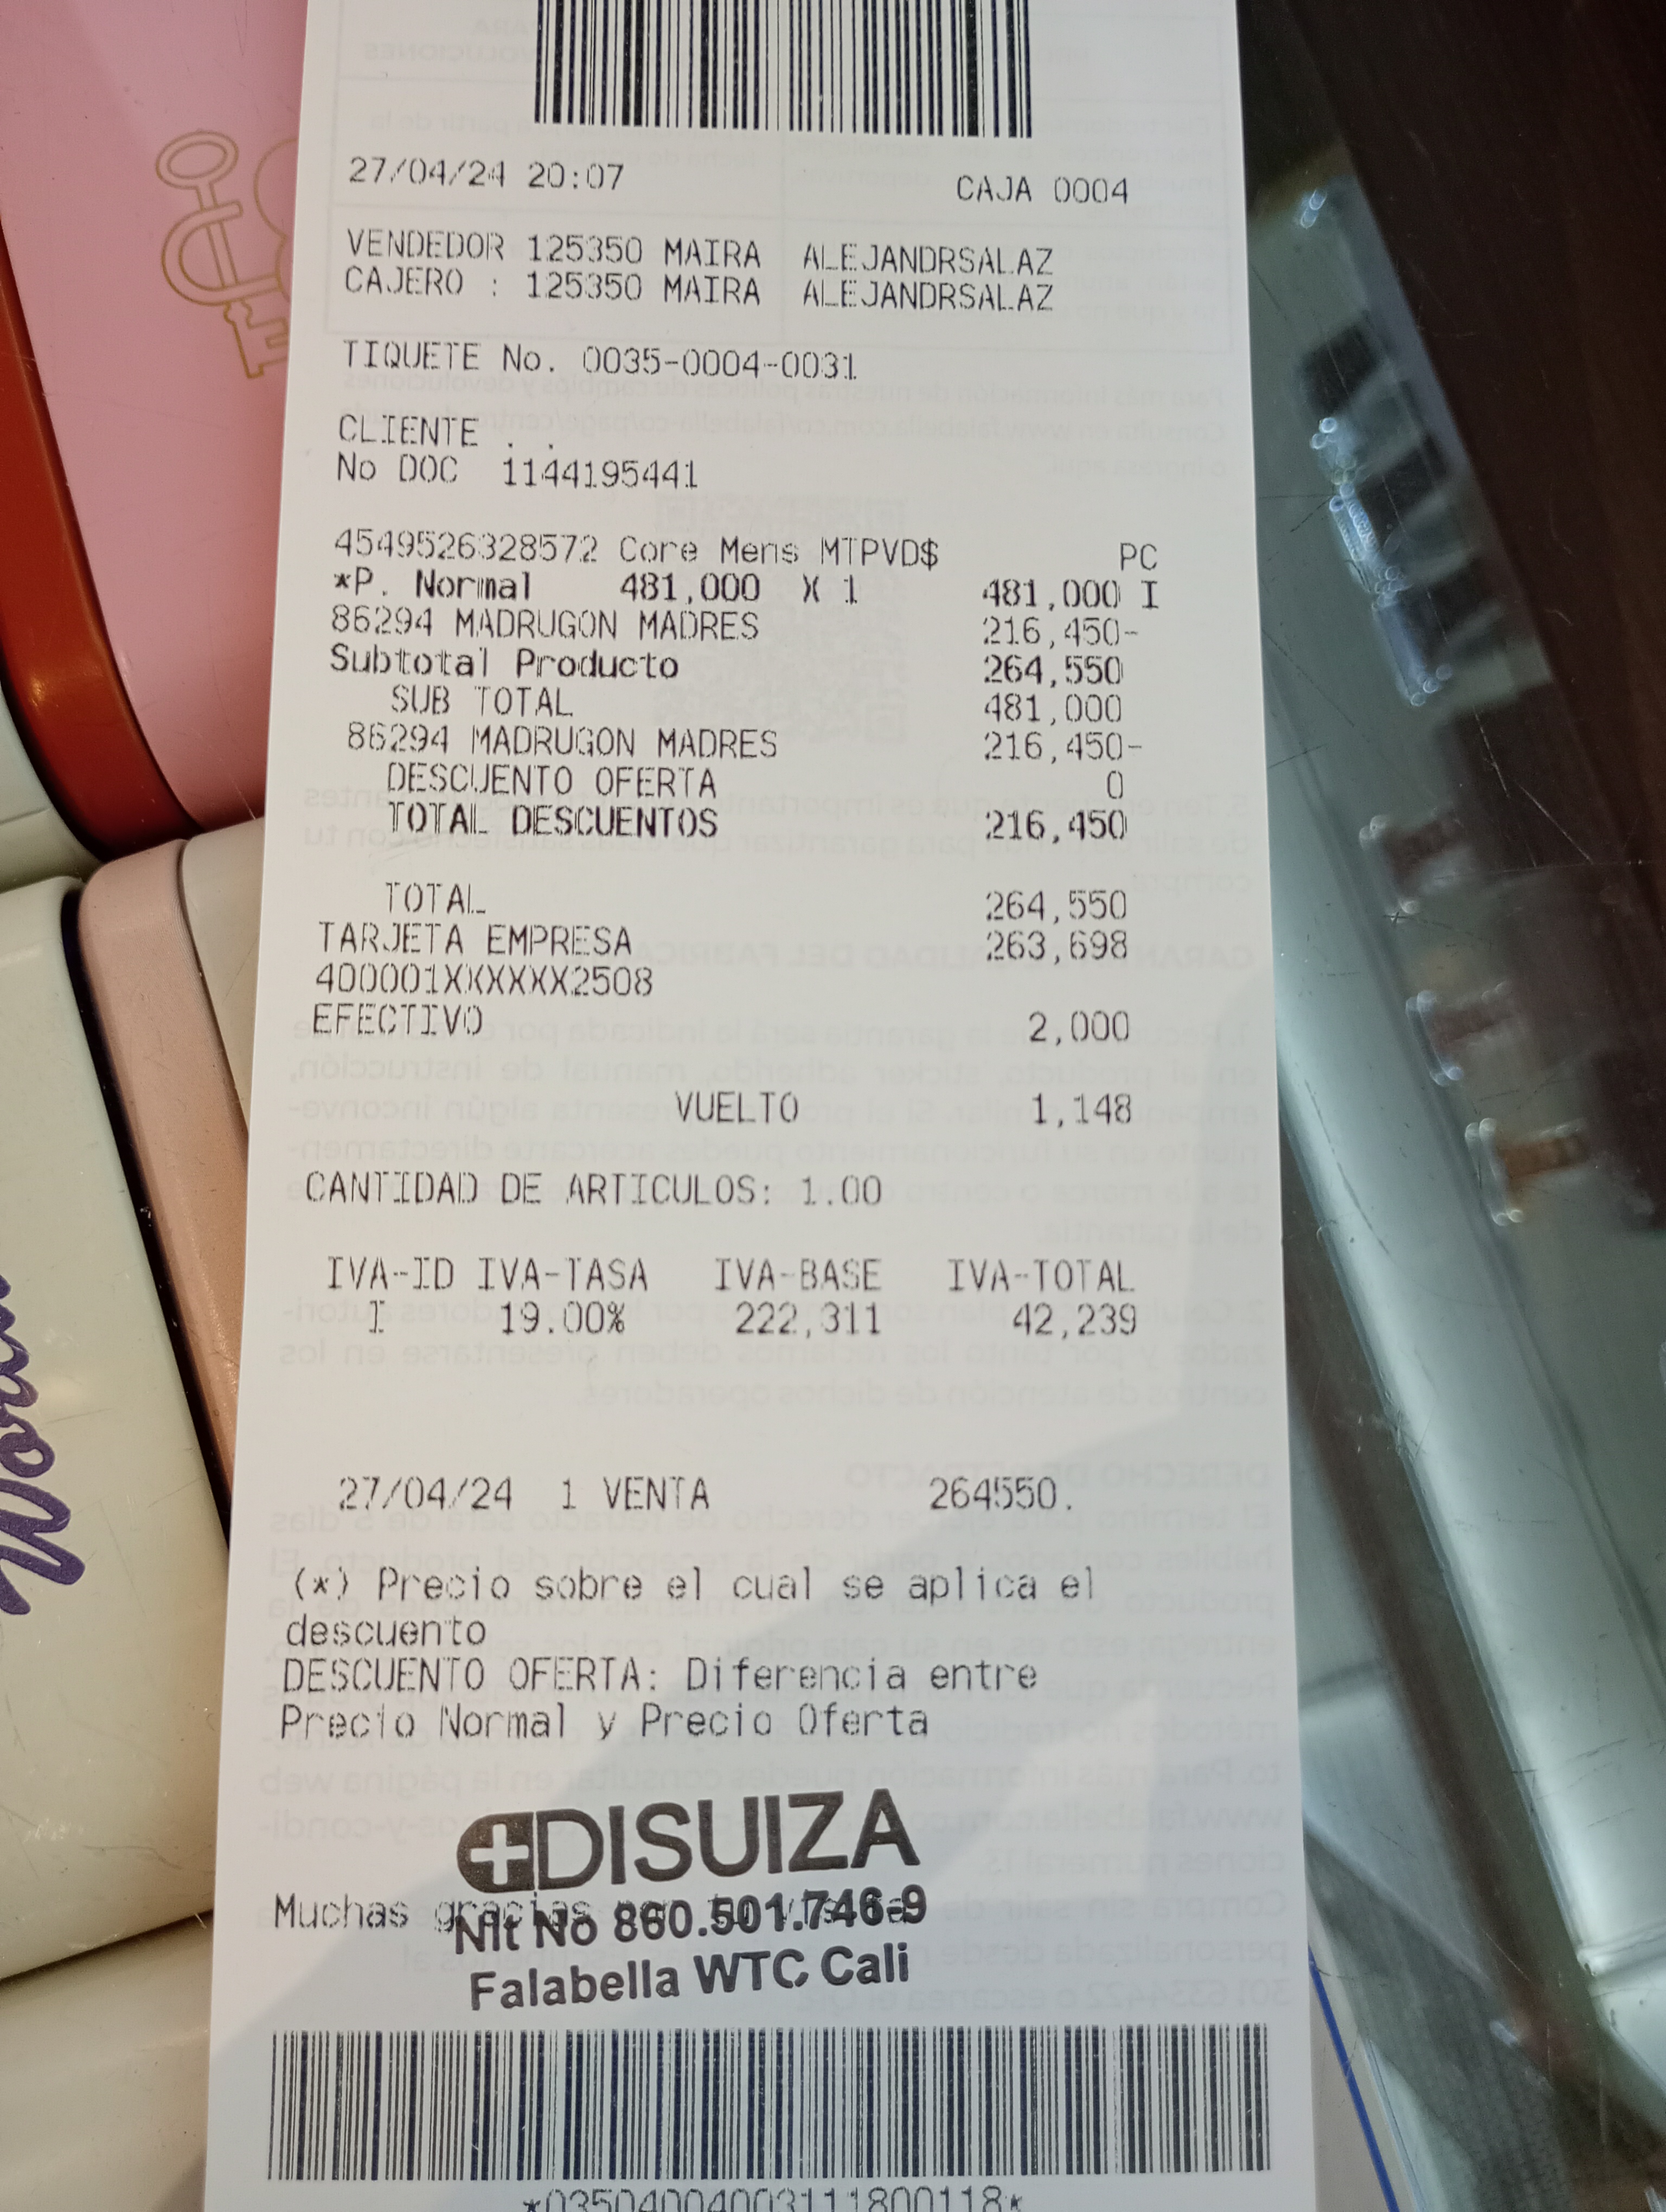 27/04/24 20:07 CAJA 0004
VENDEDOR 125350 MAIRA ALEJANDRSALAZ
CAJERO : 125350 MAIRA ALEJANDRSALAZ
TIQUETE No. 0035-0004-0031
CLIENTE . .
No DOC 1144195441
4549526328572 Core Mens MTPVD$ PC
*P. Normal 481,000 X 1 481,000 I
86294 MADRUGON MADRES 216,450-
Subtotal Producto 264,550
SUB TOTAL 481,000
86294 MADRUGON MADRES 216,450-
DESCUENTO OFERTA 0
TOTAL DESCUENTOS 216,450
TOTAL 264,550
TARJETA EMPRESA 263,698
400001XXXXXX2508
EFECTIVO 2,000
VUELTO 1,148
CANTIDAD DE ARTICULOS: 1.00
IVA-ID IVA-TASA IVA-BASE IVA-TOTAL
I 19.00% 222,311 42,239
27/04/24 1 VENTA 264550.
(*) Precio sobre el cual se aplica el
descuento
DESCUENTO OFERTA: Diferencia entre
Precio Normal y Precio Oferta
DISUIZA
Muchas gracias por tu
Nit No 860.501.746-9
Falabella WTC Cali
*0350400400311180011８*